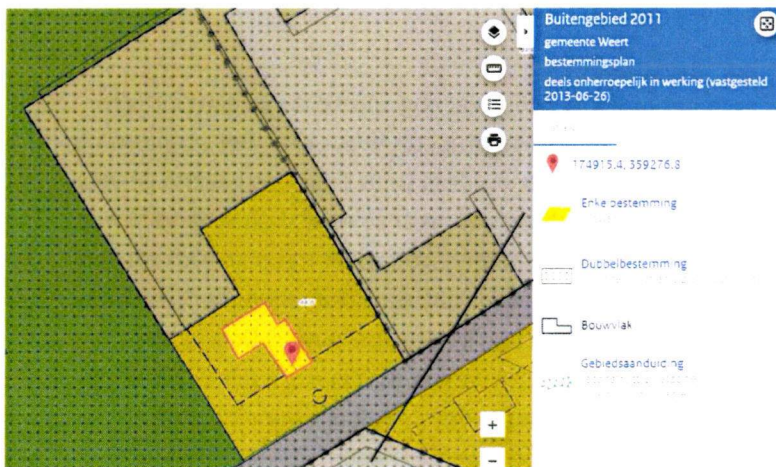 Buitengebied 2011
gemeente Weert
bestemmingsplan
deels onherroepelijk in werking (vastgesteld
2013-06-26)
174915.4, 359276.8
Enkelbestemming
Dubbelbestemming
Bouwvlak
Gebiedsaanduiding
+
−